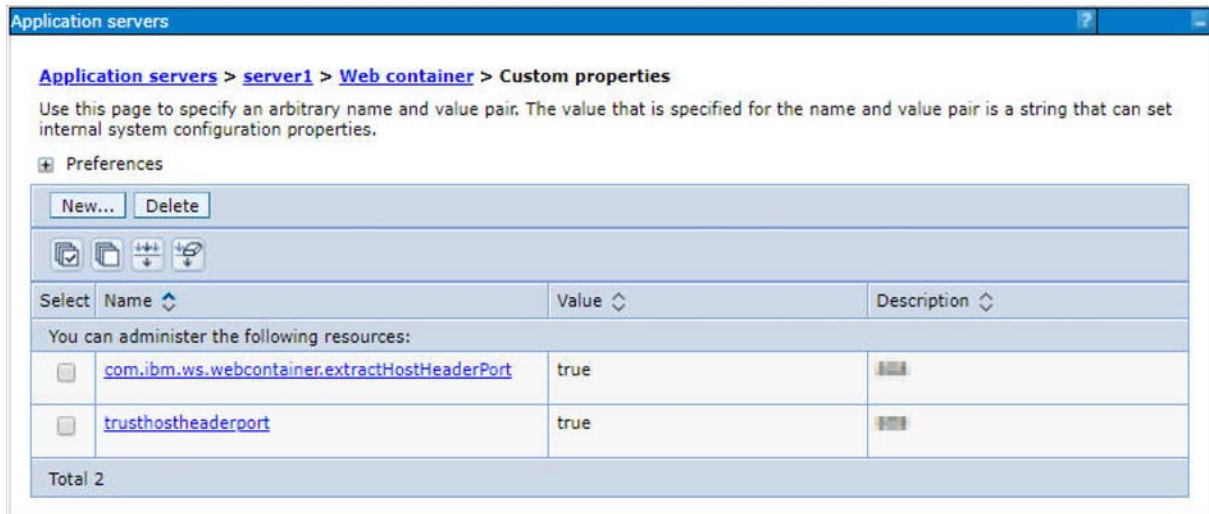 Application servers ?
Application servers > server1 > Web container > Custom properties
Use this page to specify an arbitrary name and value pair. The value that is specified for the name and value pair is a string that can set
internal system configuration properties.
Preferences
New... Delete
Select Name Value Description
You can administer the following resources:
com.ibm.ws.webcontainer.extractHostHeaderPort true
trusthostheaderport true
Total 2